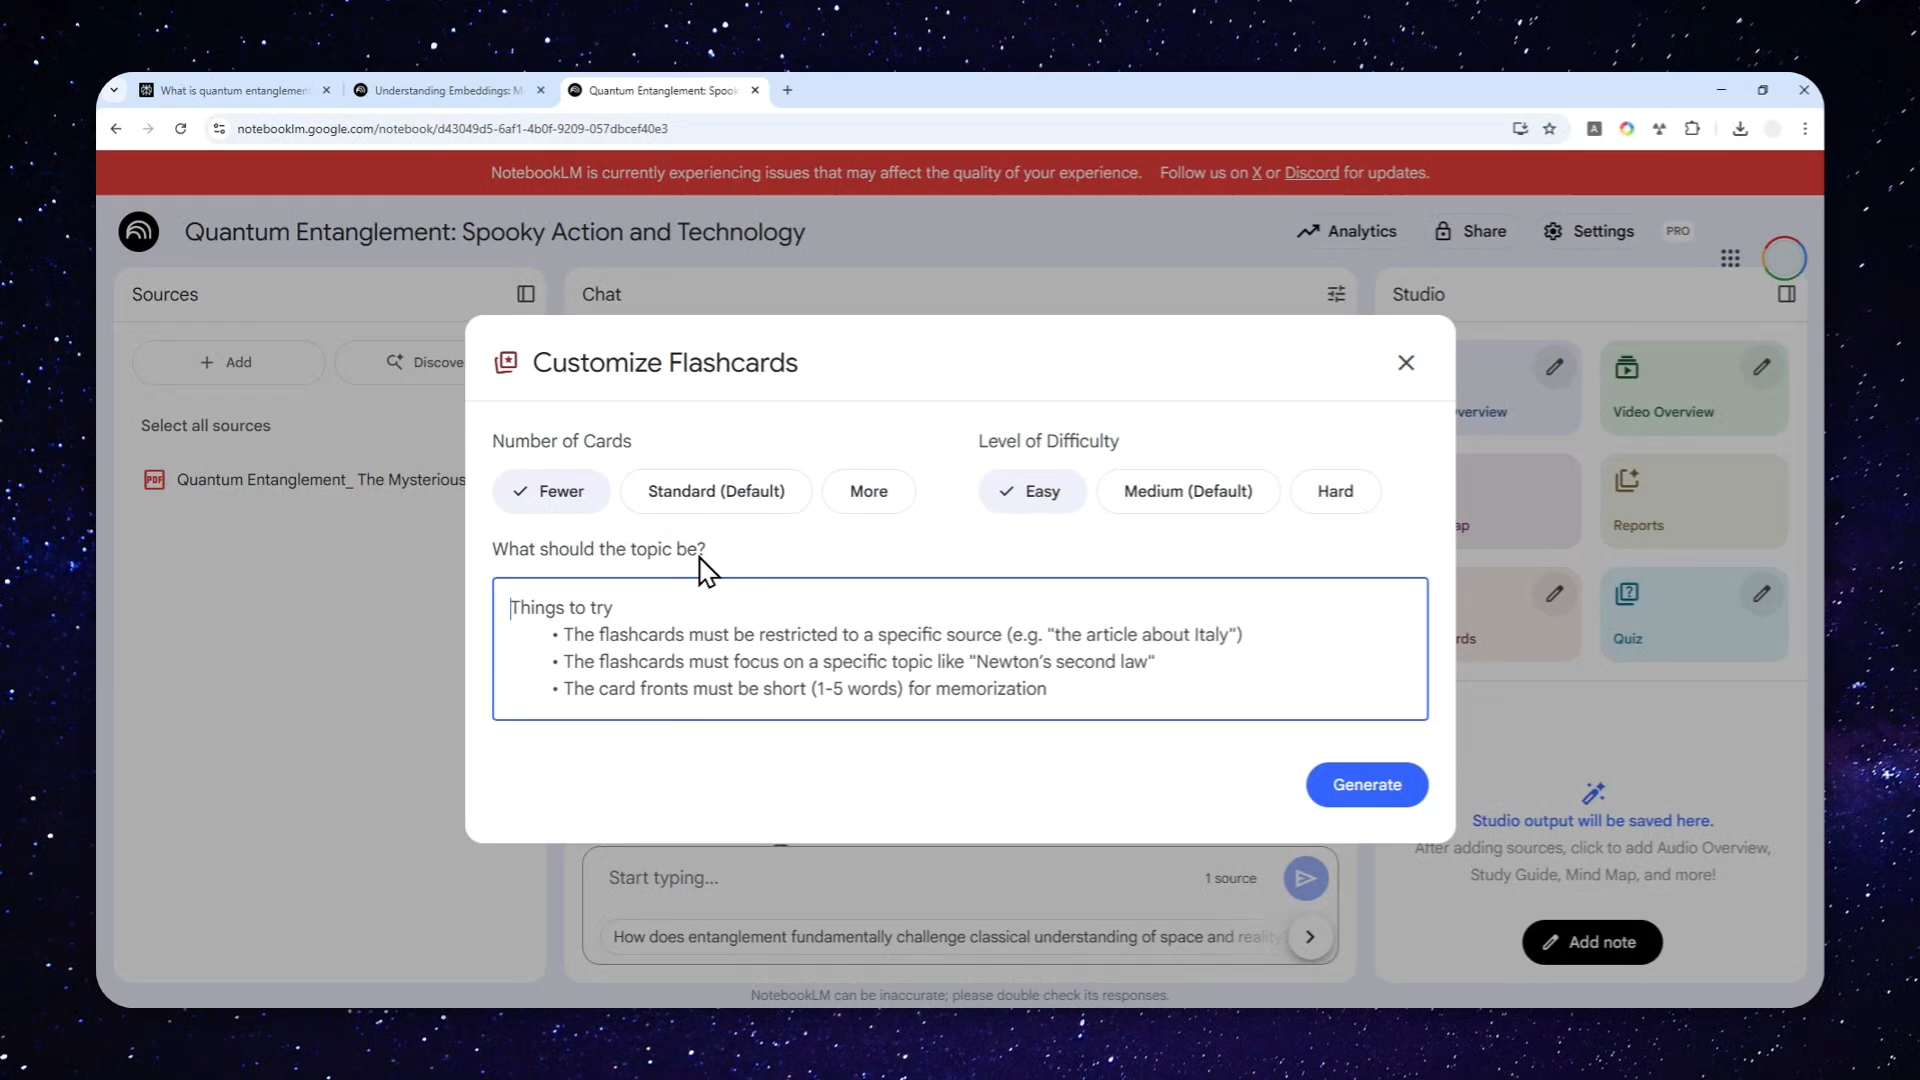 What is quantum entanglement
Understanding Embeddings: M
Quantum Entanglement: Spook
notebooklm.google.com/notebook/d43049d5-6af1-4b0f-9209-057dbcef40e3
A
NotebookLM is currently experiencing issues that may affect the quality of your experience. Follow us on X or Discord for updates.
Quantum Entanglement: Spooky Action and Technology
Analytics
Share
Settings
PRO
Sources
Chat
Studio
+ Add
Discove
Select all sources
PDF
Quantum Entanglement_ The Mysterious
Customize Flashcards
Number of Cards
Level of Difficulty
Fewer
Standard (Default)
More
Easy
Medium (Default)
Hard
What should the topic be?
Things to try
• The flashcards must be restricted to a specific source (e.g. "the article about Italy")
• The flashcards must focus on a specific topic like "Newton's second law"
• The card fronts must be short (1-5 words) for memorization
Generate
verview
Video Overview
ap
Reports
rds
Quiz
Studio output will be saved here.
After adding sources, click to add Audio Overview,
Study Guide, Mind Map, and more!
Add note
Start typing...
1 source
How does entanglement fundamentally challenge classical understanding of space and reality
NotebookLM can be inaccurate; please double check its responses.